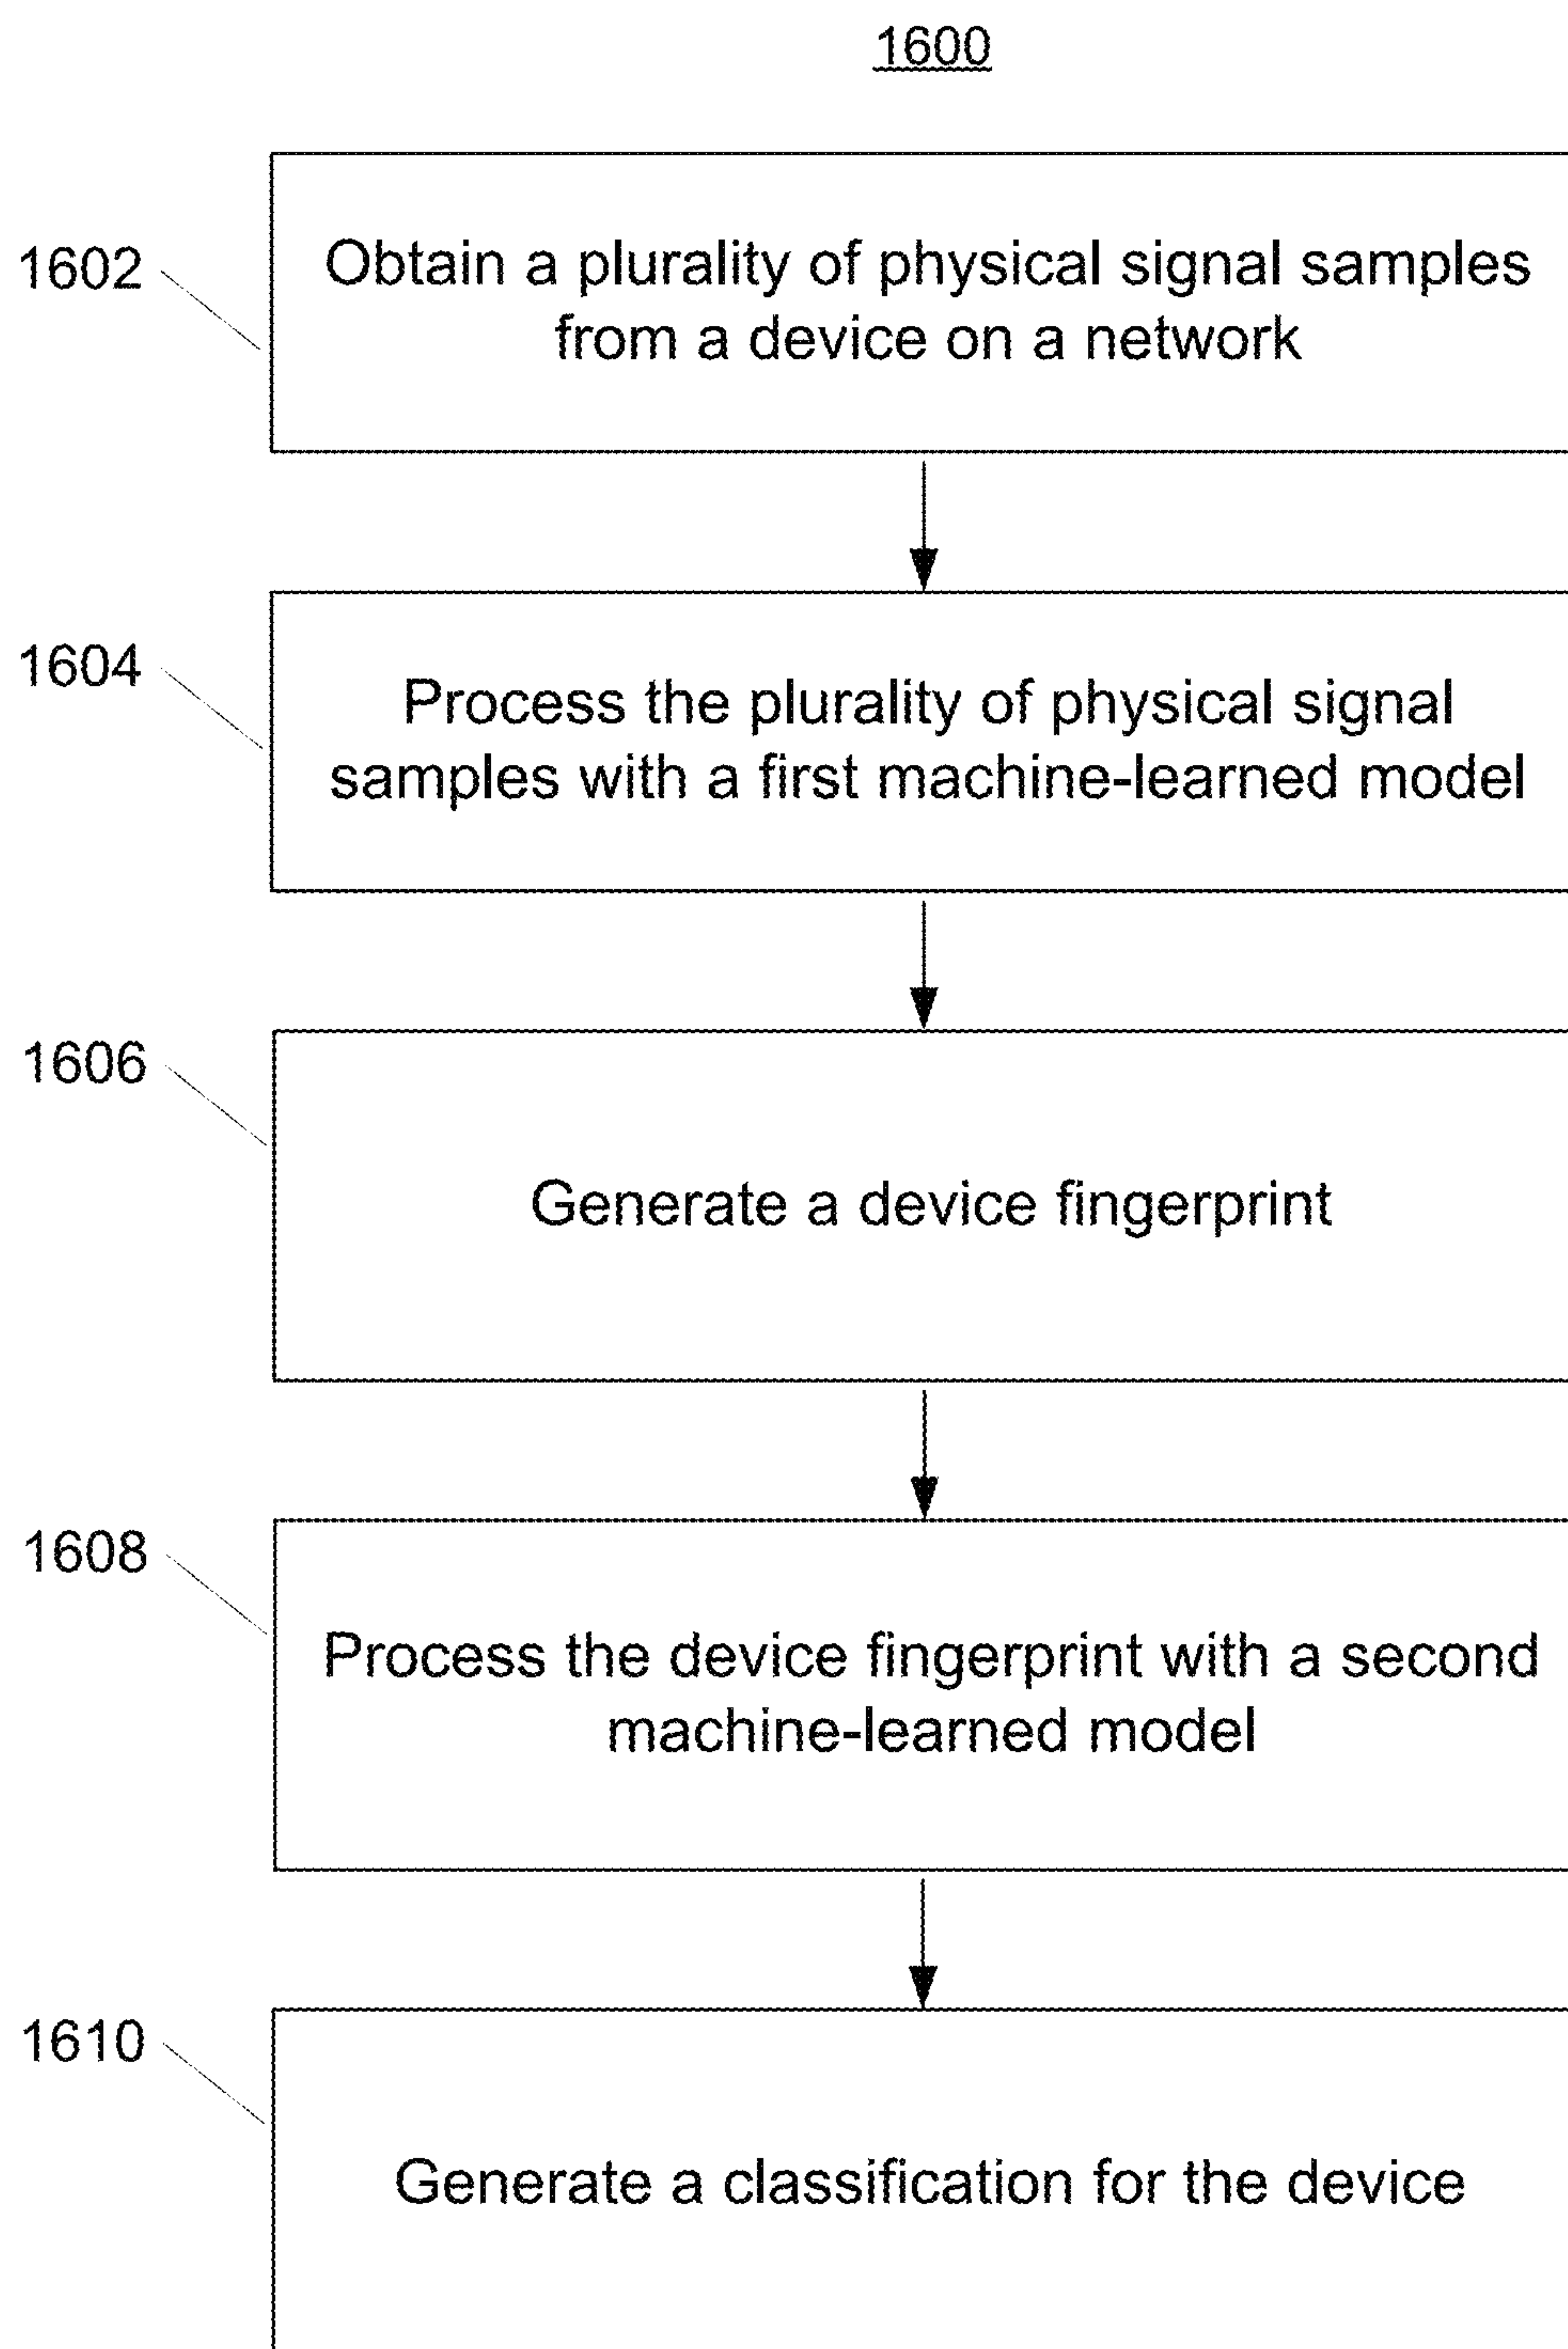 1600
1602
Obtain a plurality of physical signal samples
from a device on a network
1604
Process the plurality of physical signal
samples with a first machine-learned model
1606
Generate a device fingerprint
1608
Process the device fingerprint with a second
machine-learned model
1610
Generate a classification for the device